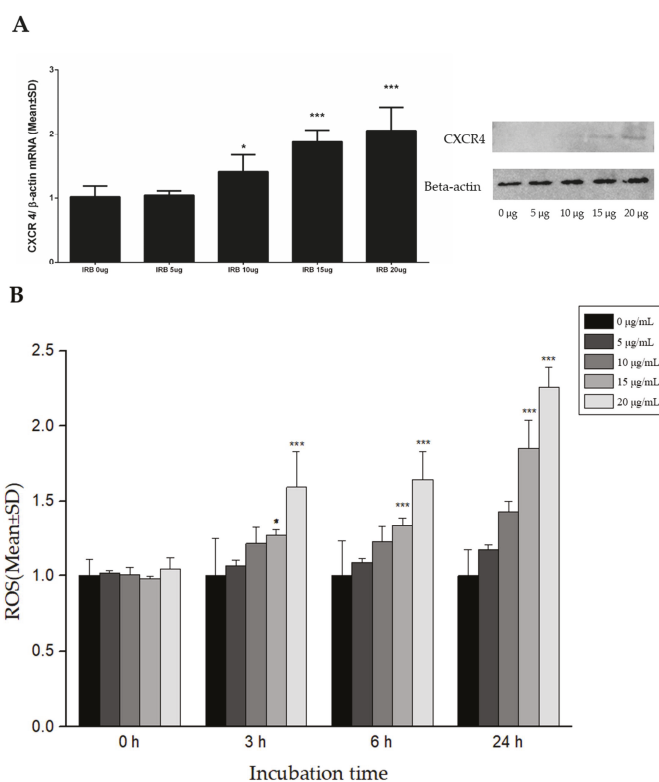 A
CXCR 4/ β-actin mRNA (Mean±SD)
3
2
1
0
*
***
***
IRB 0ug
IRB 5ug
IRB 10ug
IRB 15ug
IRB 20ug
CXCR4
Beta-actin
0 μg 5 μg 10 μg 15 μg 20 μg
B
0 μg/mL
5 μg/mL
10 μg/mL
15 μg/mL
20 μg/mL
ROS(Mean±SD)
2.5
2.0
1.5
1.0
0.5
0.0
*
***
***
***
***
***
0 h
3 h
6 h
24 h
Incubation time